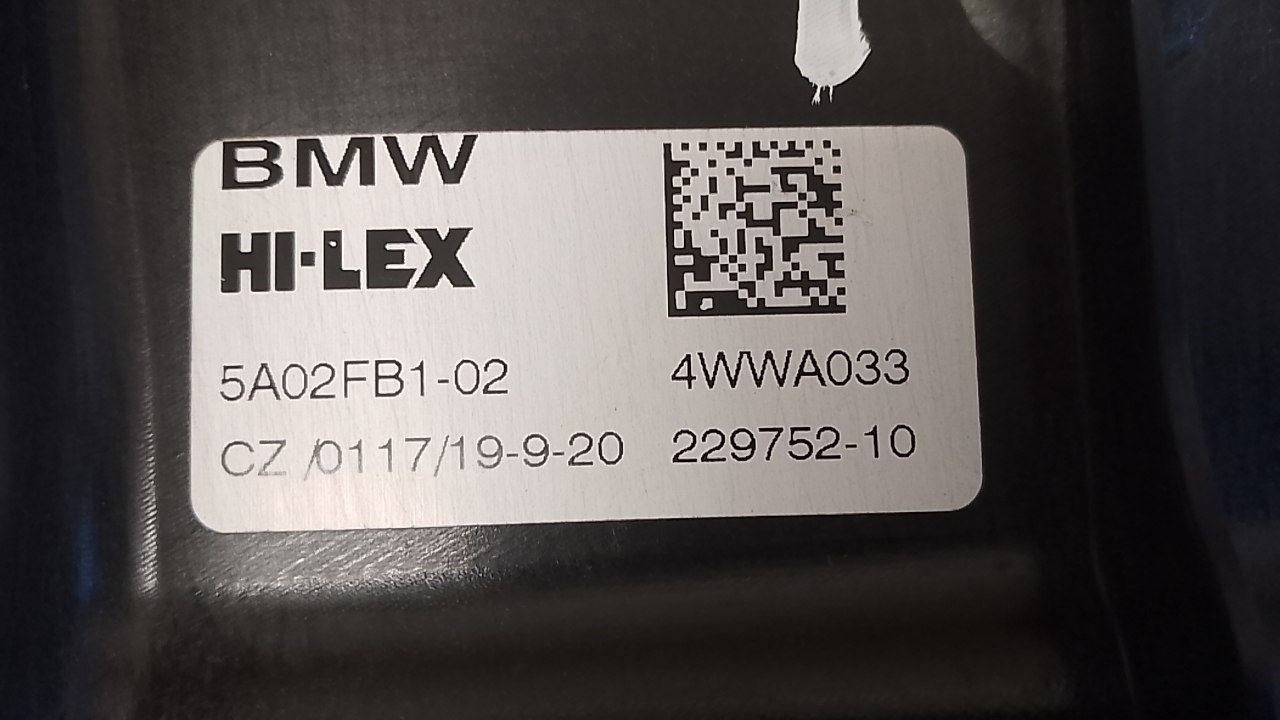 BMW
HI-LEX
5A02FB1-02 4WWA033
CZ /0117/19-9-20 229752-10